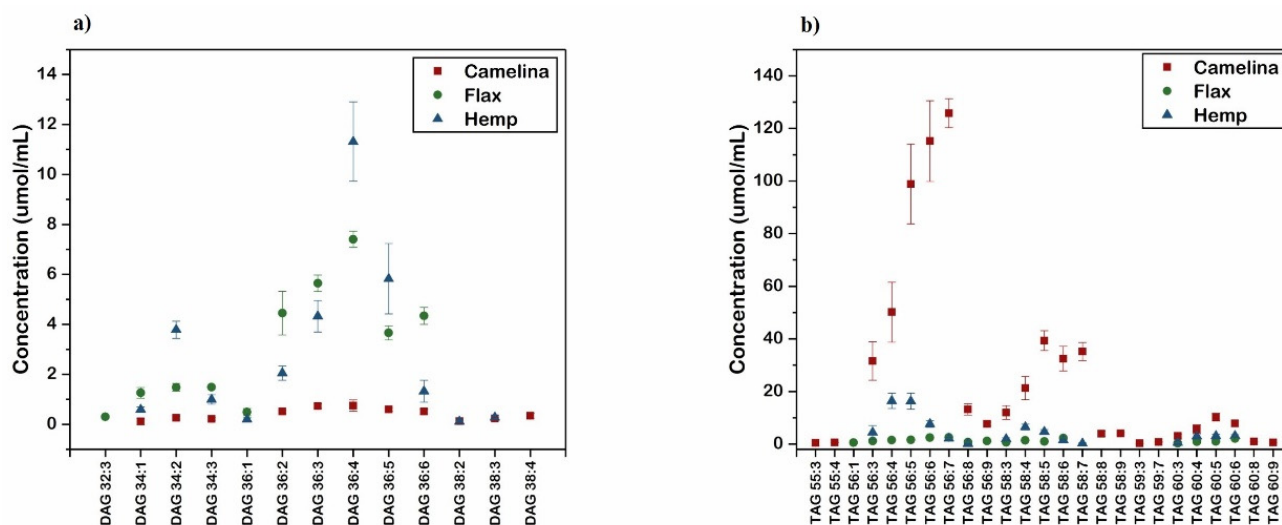 a)
Concentration (umol/mL)
14
12
10
8
6
4
2
0
Camelina
Flax
Hemp
DAG 32:3
DAG 34:1
DAG 34:2
DAG 34:3
DAG 36:1
DAG 36:2
DAG 36:3
DAG 36:4
DAG 36:5
DAG 38:6
DAG 38:2
DAG 38:3
DAG 38:4
b)
Concentration (umol/mL)
140
120
100
80
60
40
20
0
Camelina
Flax
Hemp
TAG 55:3
TAG 55:4
TAG 56:1
TAG 56:3
TAG 56:4
TAG 56:5
TAG 56:6
TAG 56:7
TAG 56:8
TAG 56:9
TAG 58:3
TAG 58:4
TAG 58:5
TAG 58:6
TAG 58:7
TAG 58:8
TAG 58:9
TAG 59:3
TAG 59:7
TAG 60:3
TAG 60:4
TAG 60:5
TAG 60:6
TAG 60:8
TAG 60:9